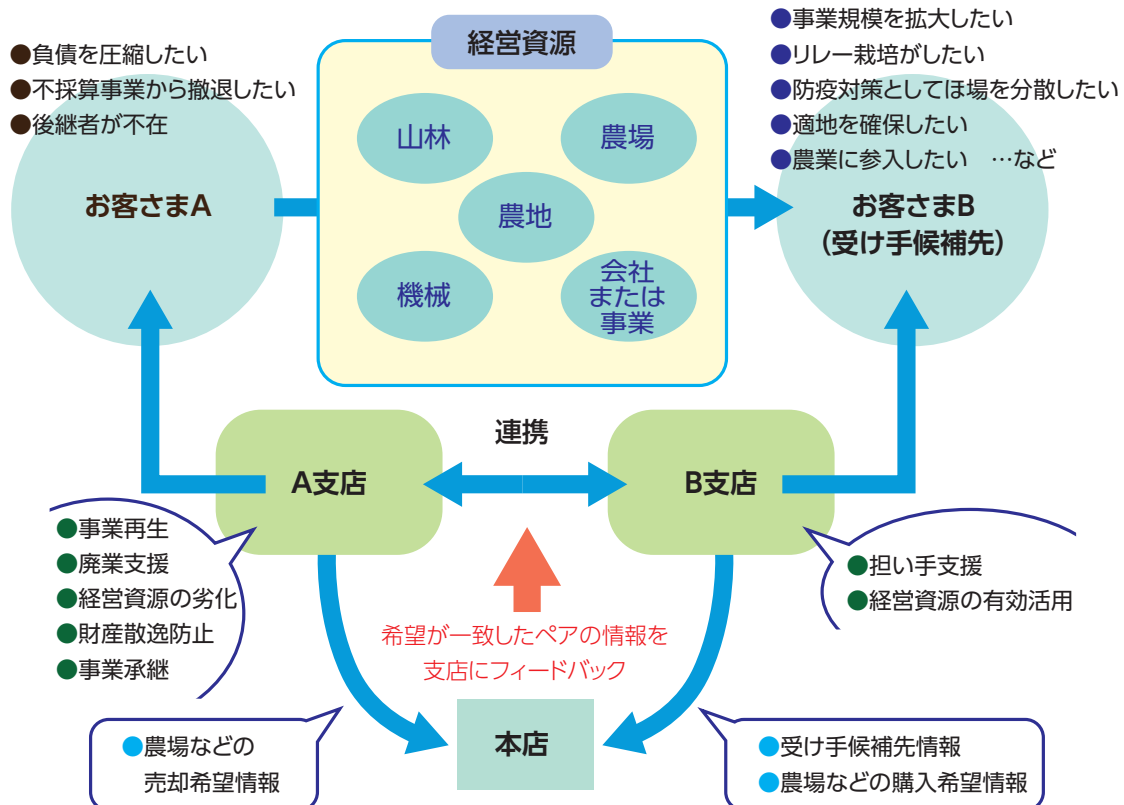 経営資源
●負債を圧縮したい
●不採算事業から撤退したい
●後継者が不在
お客さまA
山林
農場
農地
機械
会社
または
事業
●事業規模を拡大したい
●リレー栽培がしたい
●防疫対策としてほ場を分散したい
●適地を確保したい
●農業に参入したい　…など
お客さまB
(受け手候補先)
連携
A支店
B支店
●事業再生
●廃業支援
●経営資源の劣化
●財産散逸防止
●事業承継
●担い手支援
●経営資源の有効活用
希望が一致したペアの情報を
支店にフィードバック
本店
●農場などの
売却希望情報
●受け手候補先情報
●農場などの購入希望情報